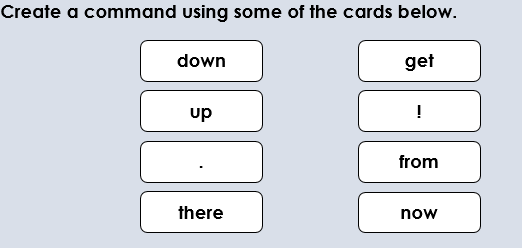 Create a command using some of the cards below.
down
get
up
!
.
from
there
now